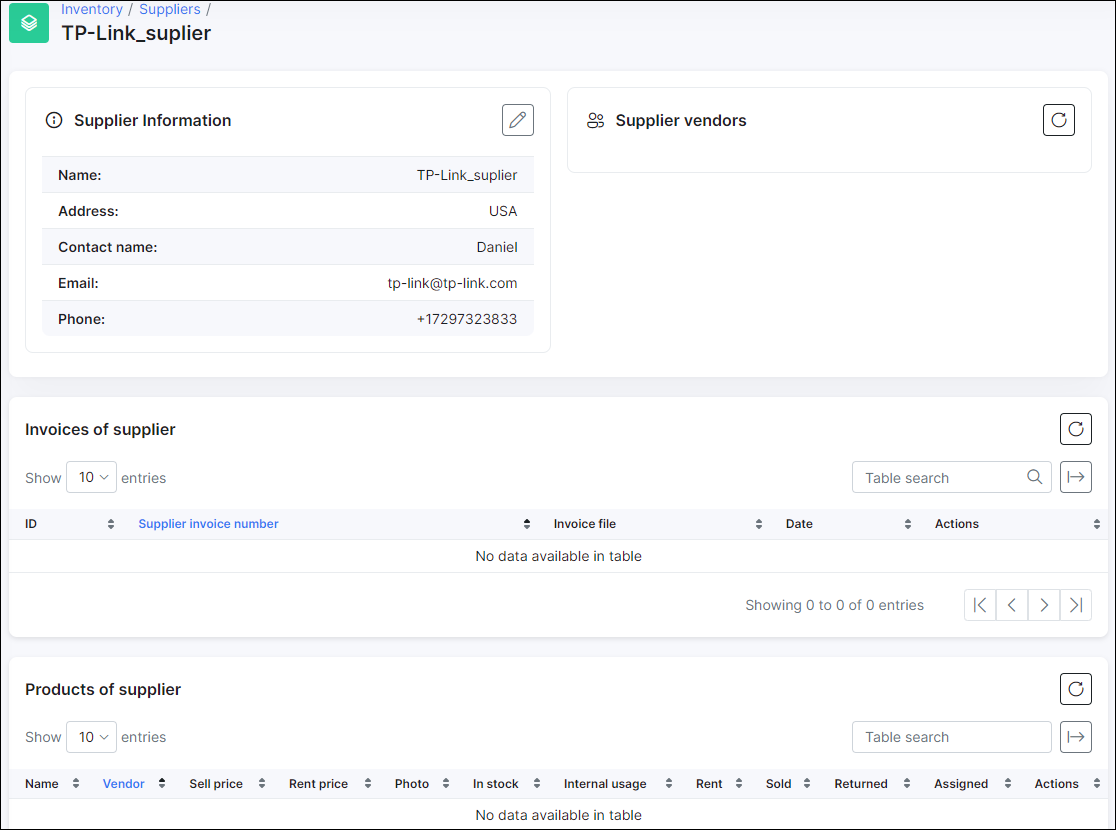 Inventory / Suppliers /
TP-Link_suplier
Supplier Information
Supplier vendors
Name: TP-Link_suplier
Address: USA
Contact name: Daniel
Email: tp-link@tp-link.com
Phone: +17297323833
Invoices of supplier
Show 10 entries Table search
ID Supplier invoice number Invoice file Date Actions
No data available in table
Showing 0 to 0 of 0 entries
Products of supplier
Show 10 entries Table search
Name Vendor Sell price Rent price Photo In stock Internal usage Rent Sold Returned Assigned Actions
No data available in table